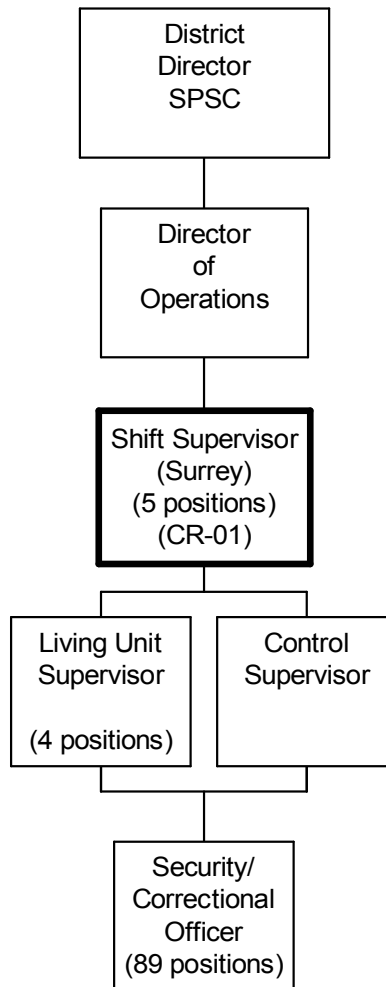 District
Director
SPSC
Director
of
Operations
Shift Supervisor
(Surrey)
(5 positions)
(CR-01)
Living Unit
Supervisor
(4 positions)
Control
Supervisor
Security/
Correctional
Officer
(89 positions)